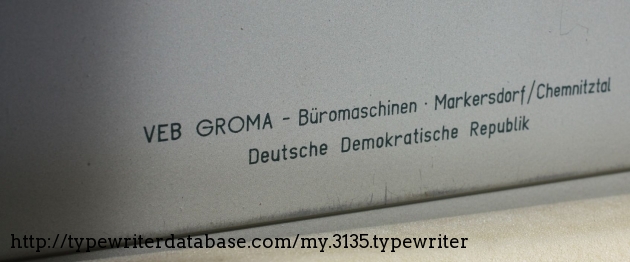 VEB GROMA - Büromaschinen · Markersdorf/Chemnitztal
Deutsche Demokratische Republik
http://typewriterdatabase.com/my.3135.typewriter